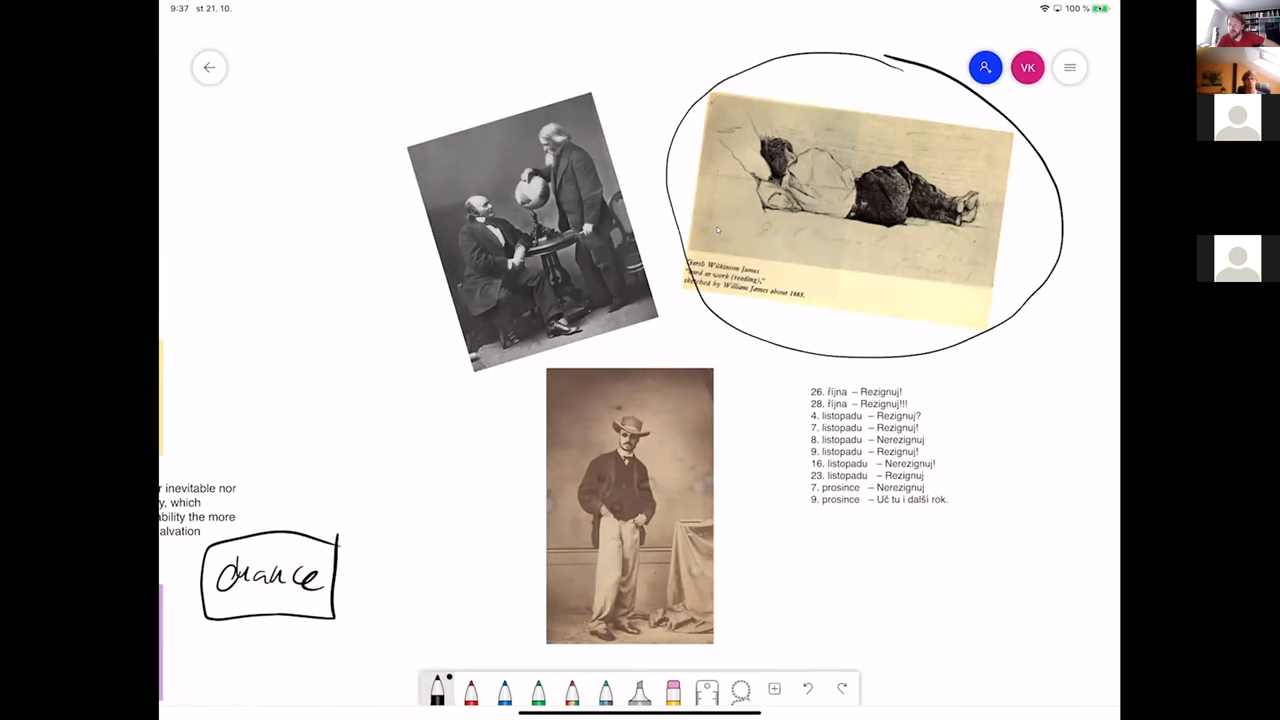 9:37 st 21. 10.
100 %
VK
Garth Wilkinson James
"hard at work (reading),"
sketched by William James about 1865.
26. října – Rezignuj!
28. října – Rezignuj!!!
4. listopadu – Rezignuj?
7. listopadu – Rezignuj!
8. listopadu – Nerezignuj
9. listopadu – Rezignuj!
16. listopadu – Nerezignuj!
23. listopadu – Rezignuj
7. prosince – Nerezignuj
9. prosince – Uč tu i další rok.
r inevitable nor
y, which
ability the more
alvation
chance